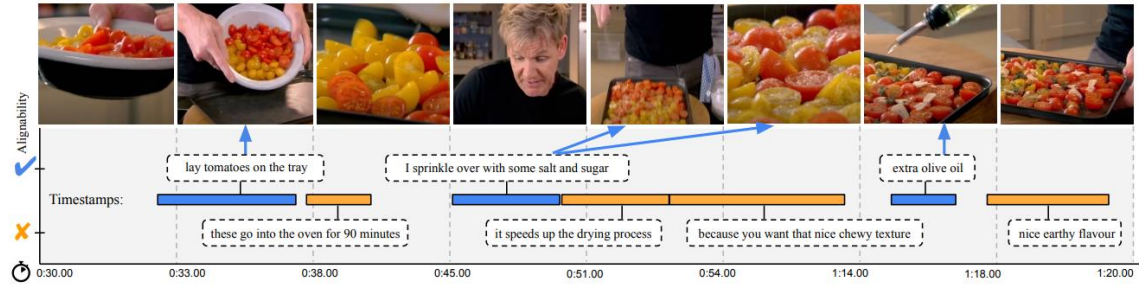 Alignability
lay tomatoes on the tray
I sprinkle over with some salt and sugar
extra olive oil
Timestamps:
these go into the oven for 90 minutes
it speeds up the drying process
because you want that nice chewy texture
nice earthy flavour
0:30.00 0:33.00 0:38.00 0:45.00 0:51.00 0:54.00 1:14.00 1:18.00 1:20.00